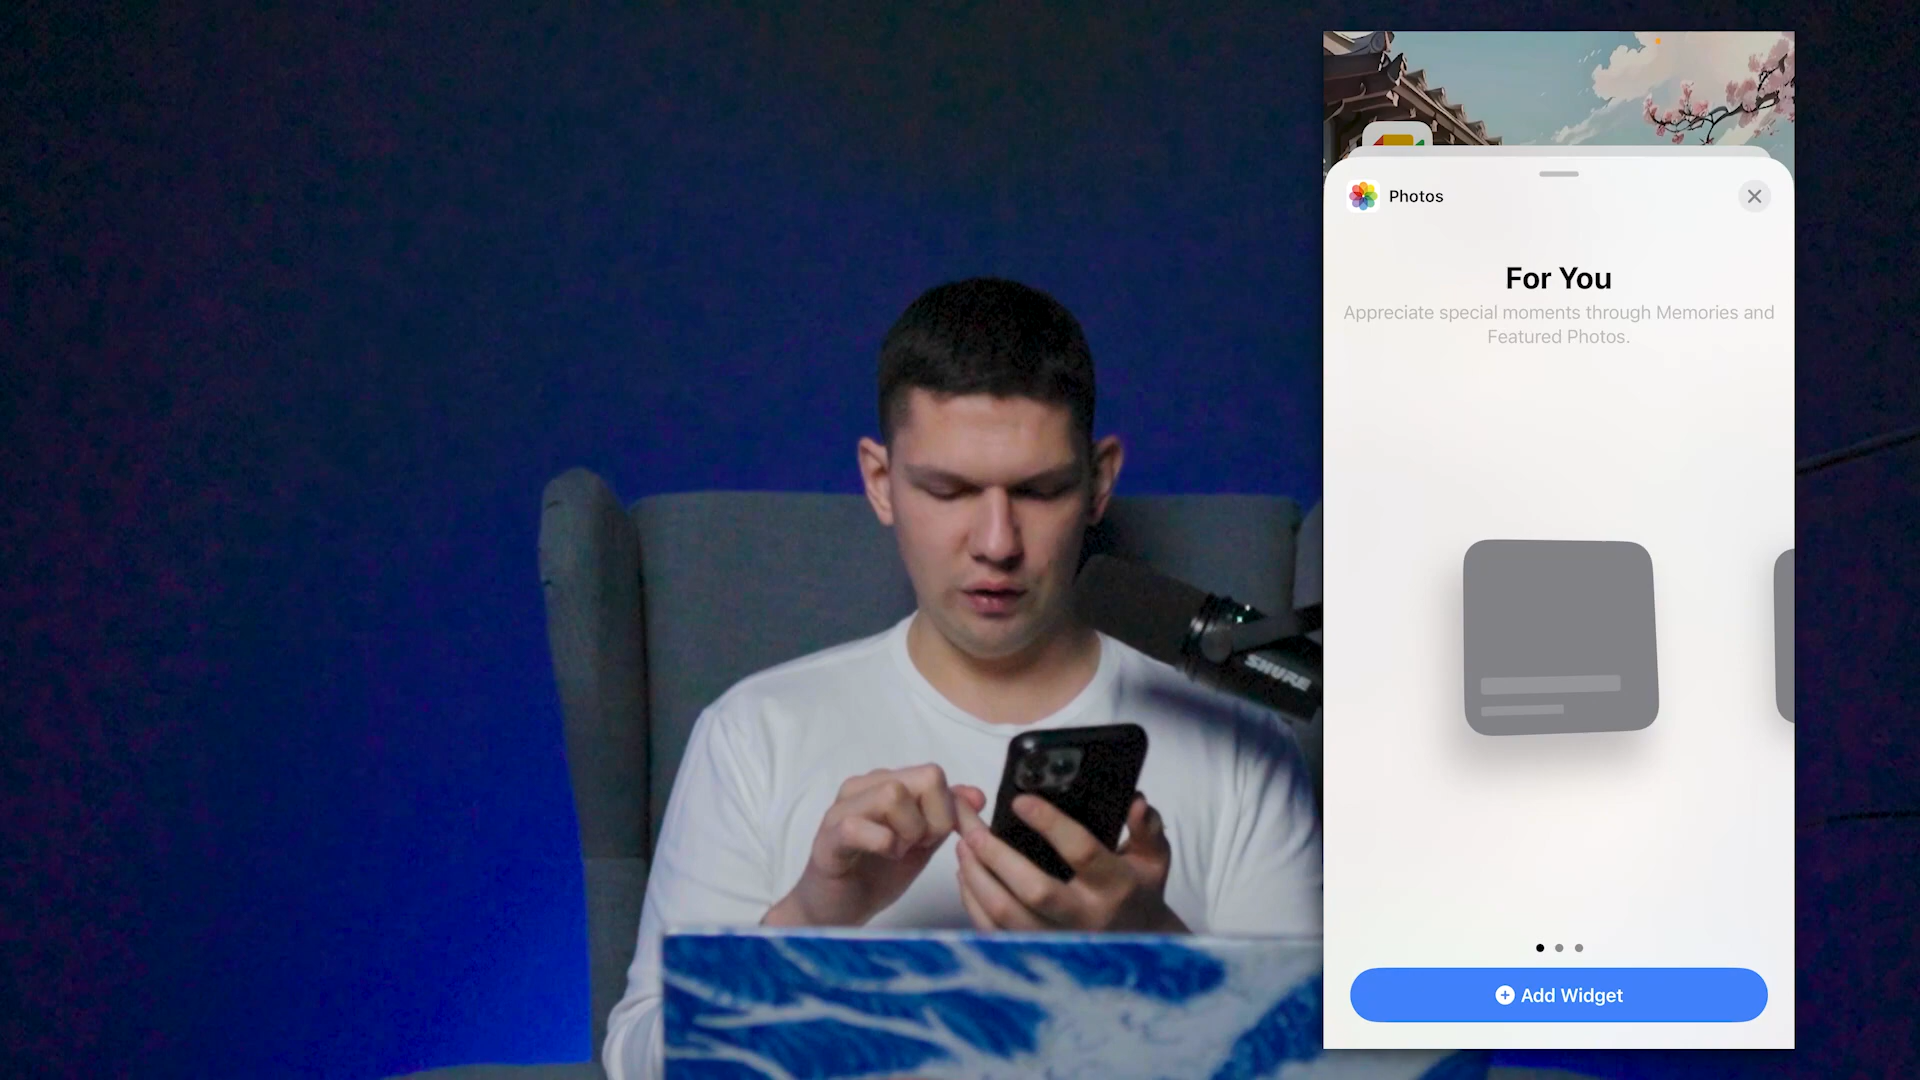 Photos
For You
Appreciate special moments through Memories and
Featured Photos.
SHURE
Add Widget